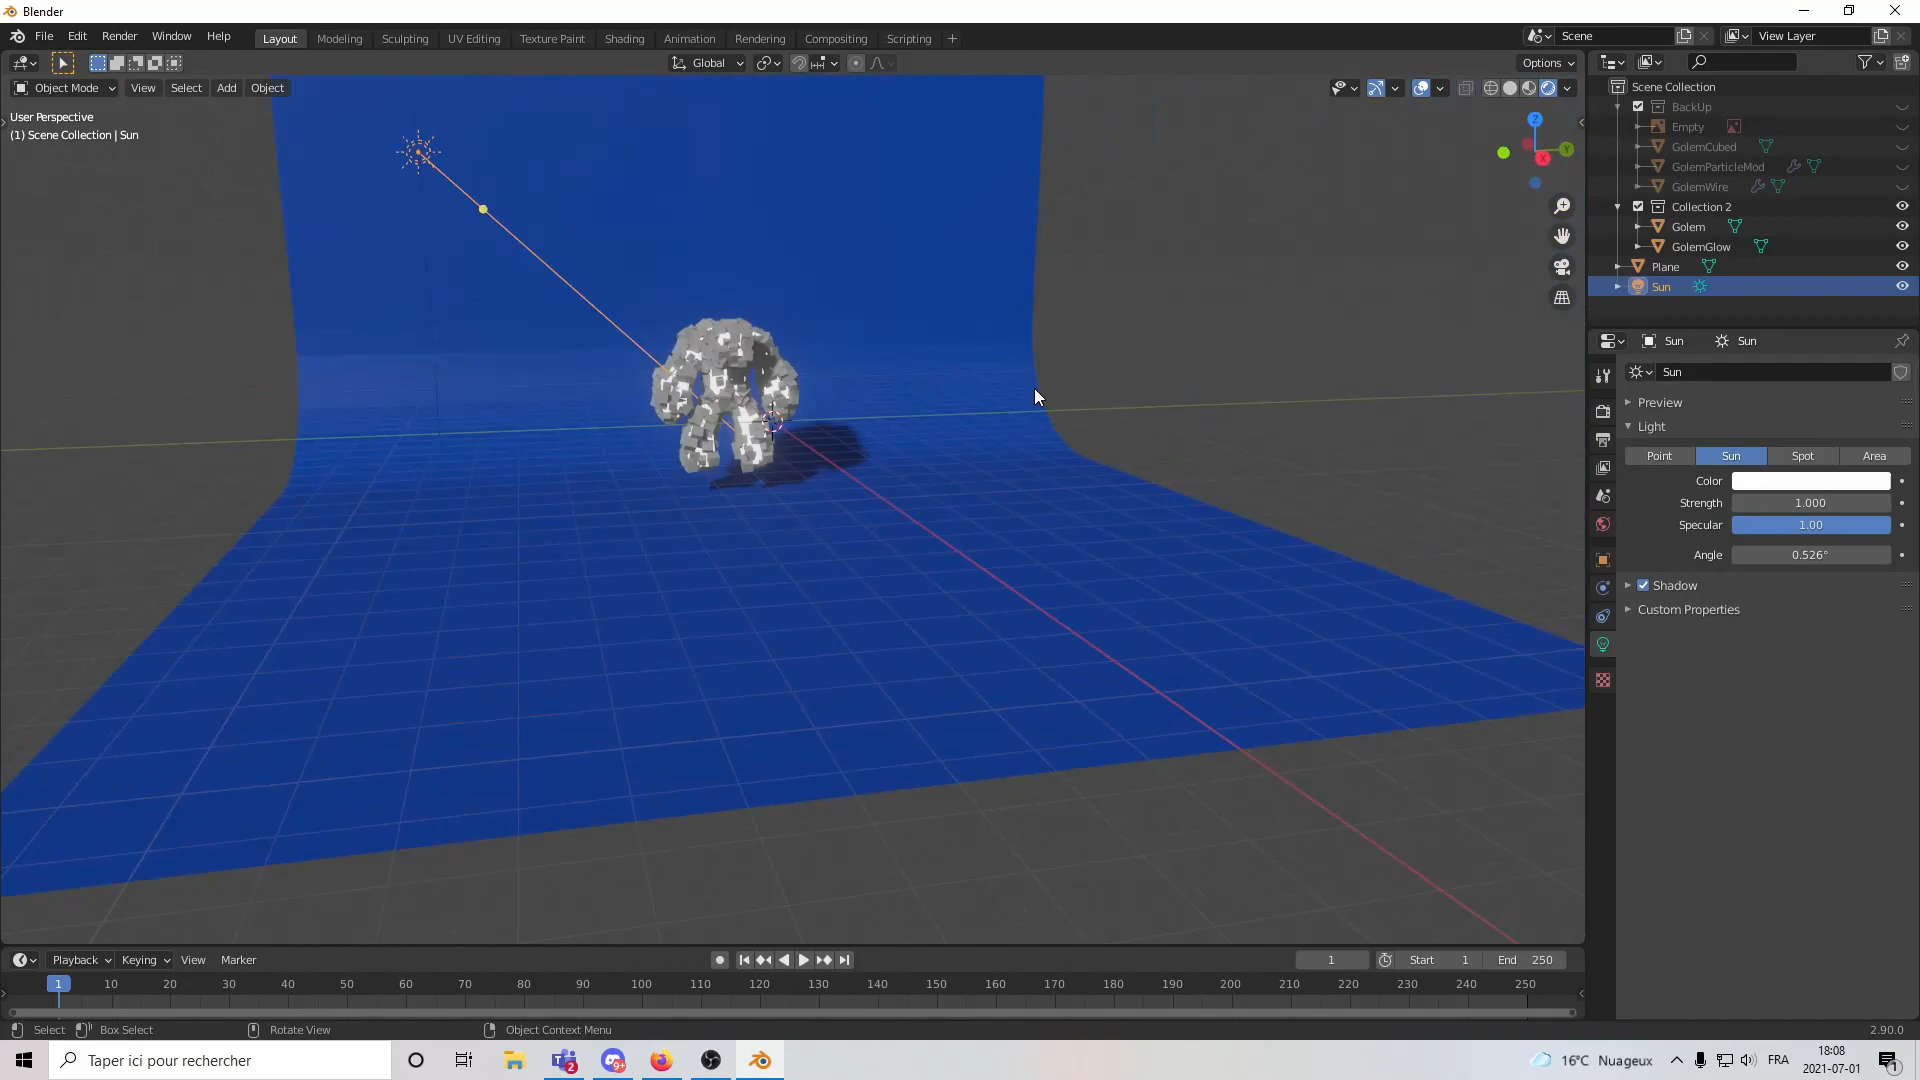 Blender
File Edit Render Window Help
Layout Modeling Sculpting UV Editing Texture Paint Shading Animation Rendering Compositing Scripting
Scene
View Layer
Global
Options
Object Mode View Select Add Object
User Perspective
(1) Scene Collection | Sun
Z
Y
X
Scene Collection
BackUp
Empty
GolemCubed
GolemParticleMod
GolemWire
Collection 2
Golem
GolemGlow
Plane
Sun
Sun Sun
Sun
Preview
Light
Point Sun Spot Area
Color
Strength 1.000
Specular 1.00
Angle 0.526°
Shadow
Custom Properties
Playback Keying View Marker
1 Start 1 End 250
1 10 20 30 40 50 60 70 80 90 100 110 120 130 140 150 160 170 180 190 200 210 220 230 240 250
Select Box Select Rotate View Object Context Menu 2.90.0
Taper ici pour rechercher
2
9+
16°C Nuageux
FRA
18:08
2021-07-01
1